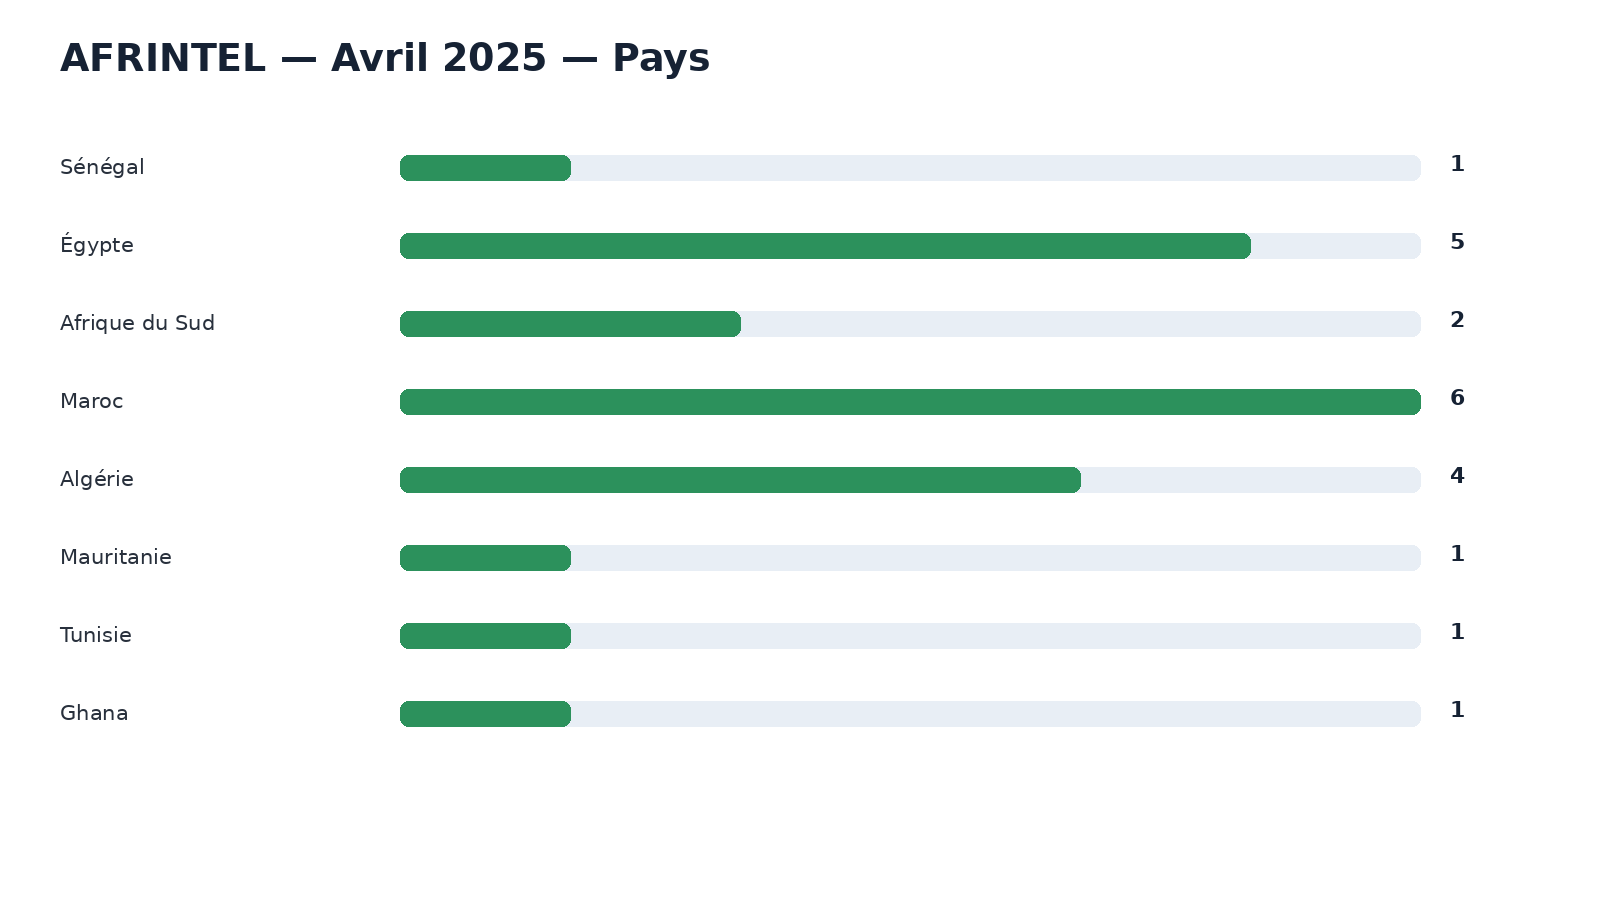 AFRINTEL — Avril 2025 — Pays
Sénégal 1
Égypte 5
Afrique du Sud 2
Maroc 6
Algérie 4
Mauritanie 1
Tunisie 1
Ghana 1